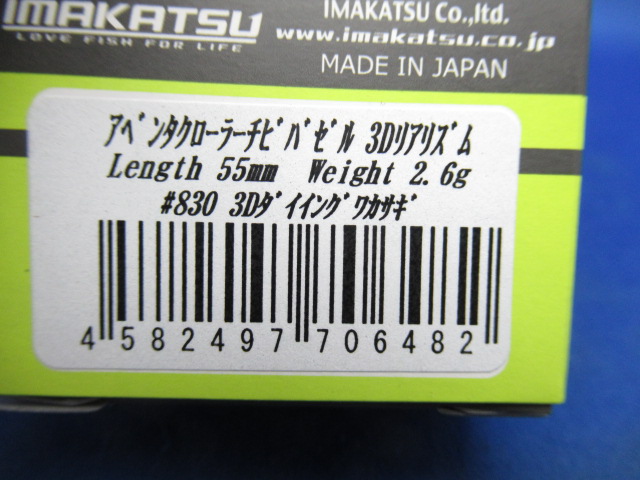 IMAKATSU
LOVE FISH FOR LIFE
IMAKATSU Co.,ltd.
www.imakatsu.co.jp
MADE IN JAPAN
ｱﾍﾞﾝﾀｸﾛｰﾗｰﾁﾋﾞﾊﾞｾﾞﾙ 3Dﾘｱﾘｽﾞﾑ
Length 55mm Weight 2.6g
#830 3Dﾀﾞｲｲﾝｸﾞﾜｶｻｷﾞ
4 582497 706482